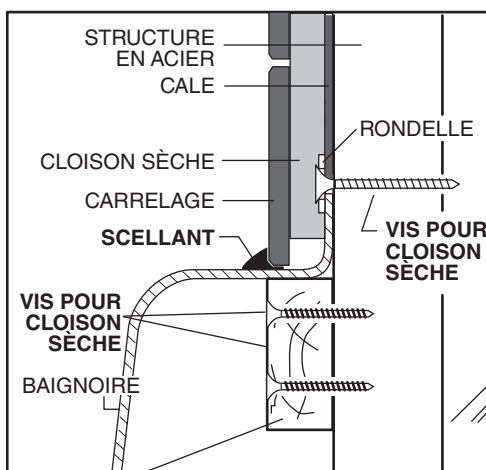 STRUCTURE
EN ACIER
CALE
RONDELLE
CLOISON SÈCHE
CARRELAGE
SCELLANT
VIS POUR
CLOISON
SÈCHE
VIS POUR
CLOISON
SÈCHE
BAIGNOIRE